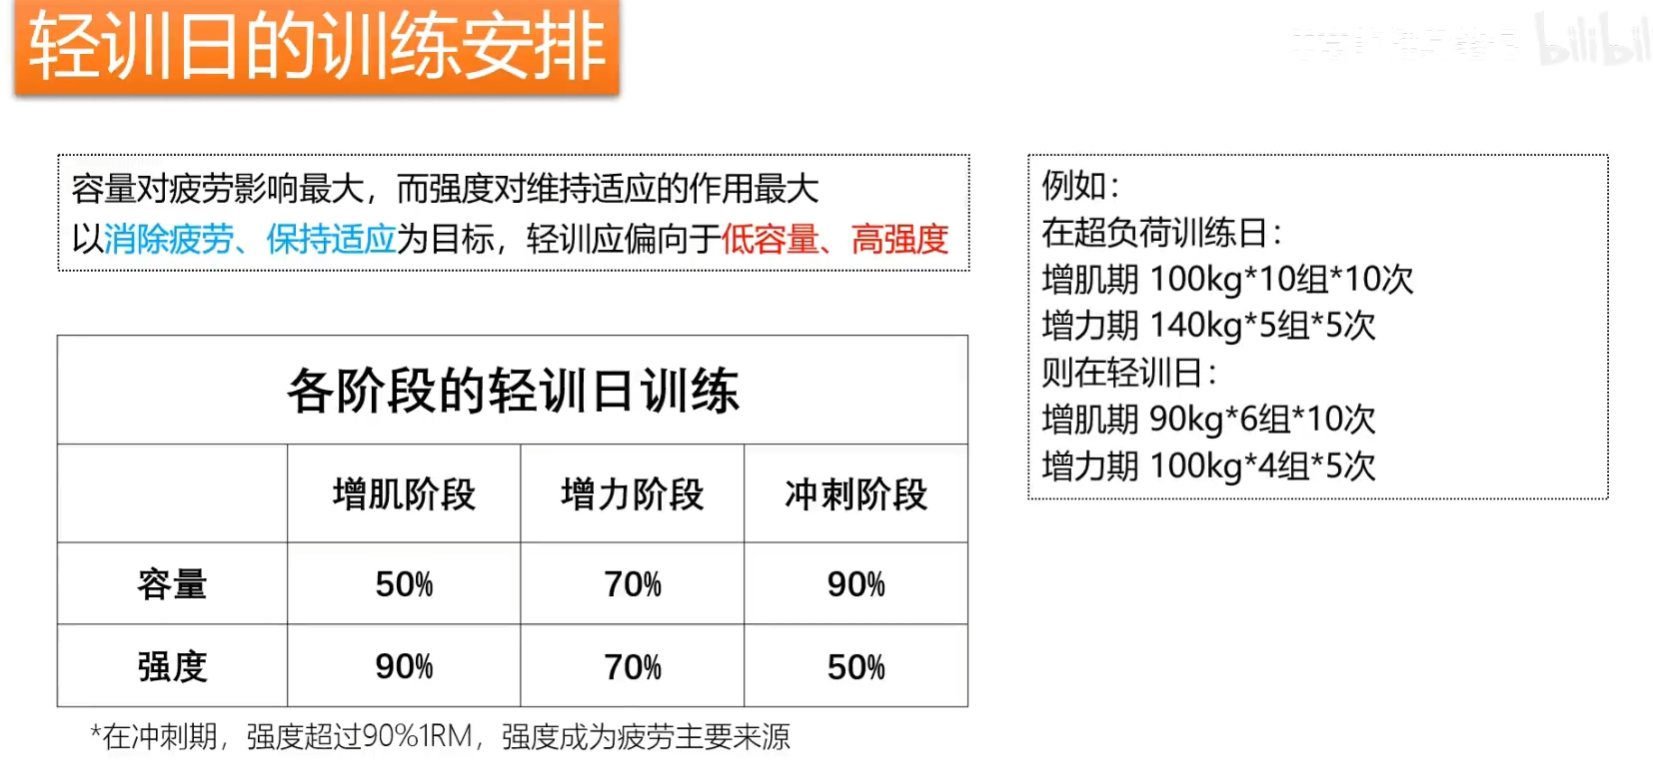 轻训日的训练安排
bilibili
容量对疲劳影响最大，而强度对维持适应的作用最大
以消除疲劳、保持适应为目标，轻训应偏向于低容量、高强度
例如：
在超负荷训练日：
增肌期 100kg*10组*10次
增力期 140kg*5组*5次
则在轻训日：
增肌期 90kg*6组*10次
增力期 100kg*4组*5次
各阶段的轻训日训练
增肌阶段 增力阶段 冲刺阶段
容量 50% 70% 90%
强度 90% 70% 50%
*在冲刺期，强度超过90%1RM，强度成为疲劳主要来源